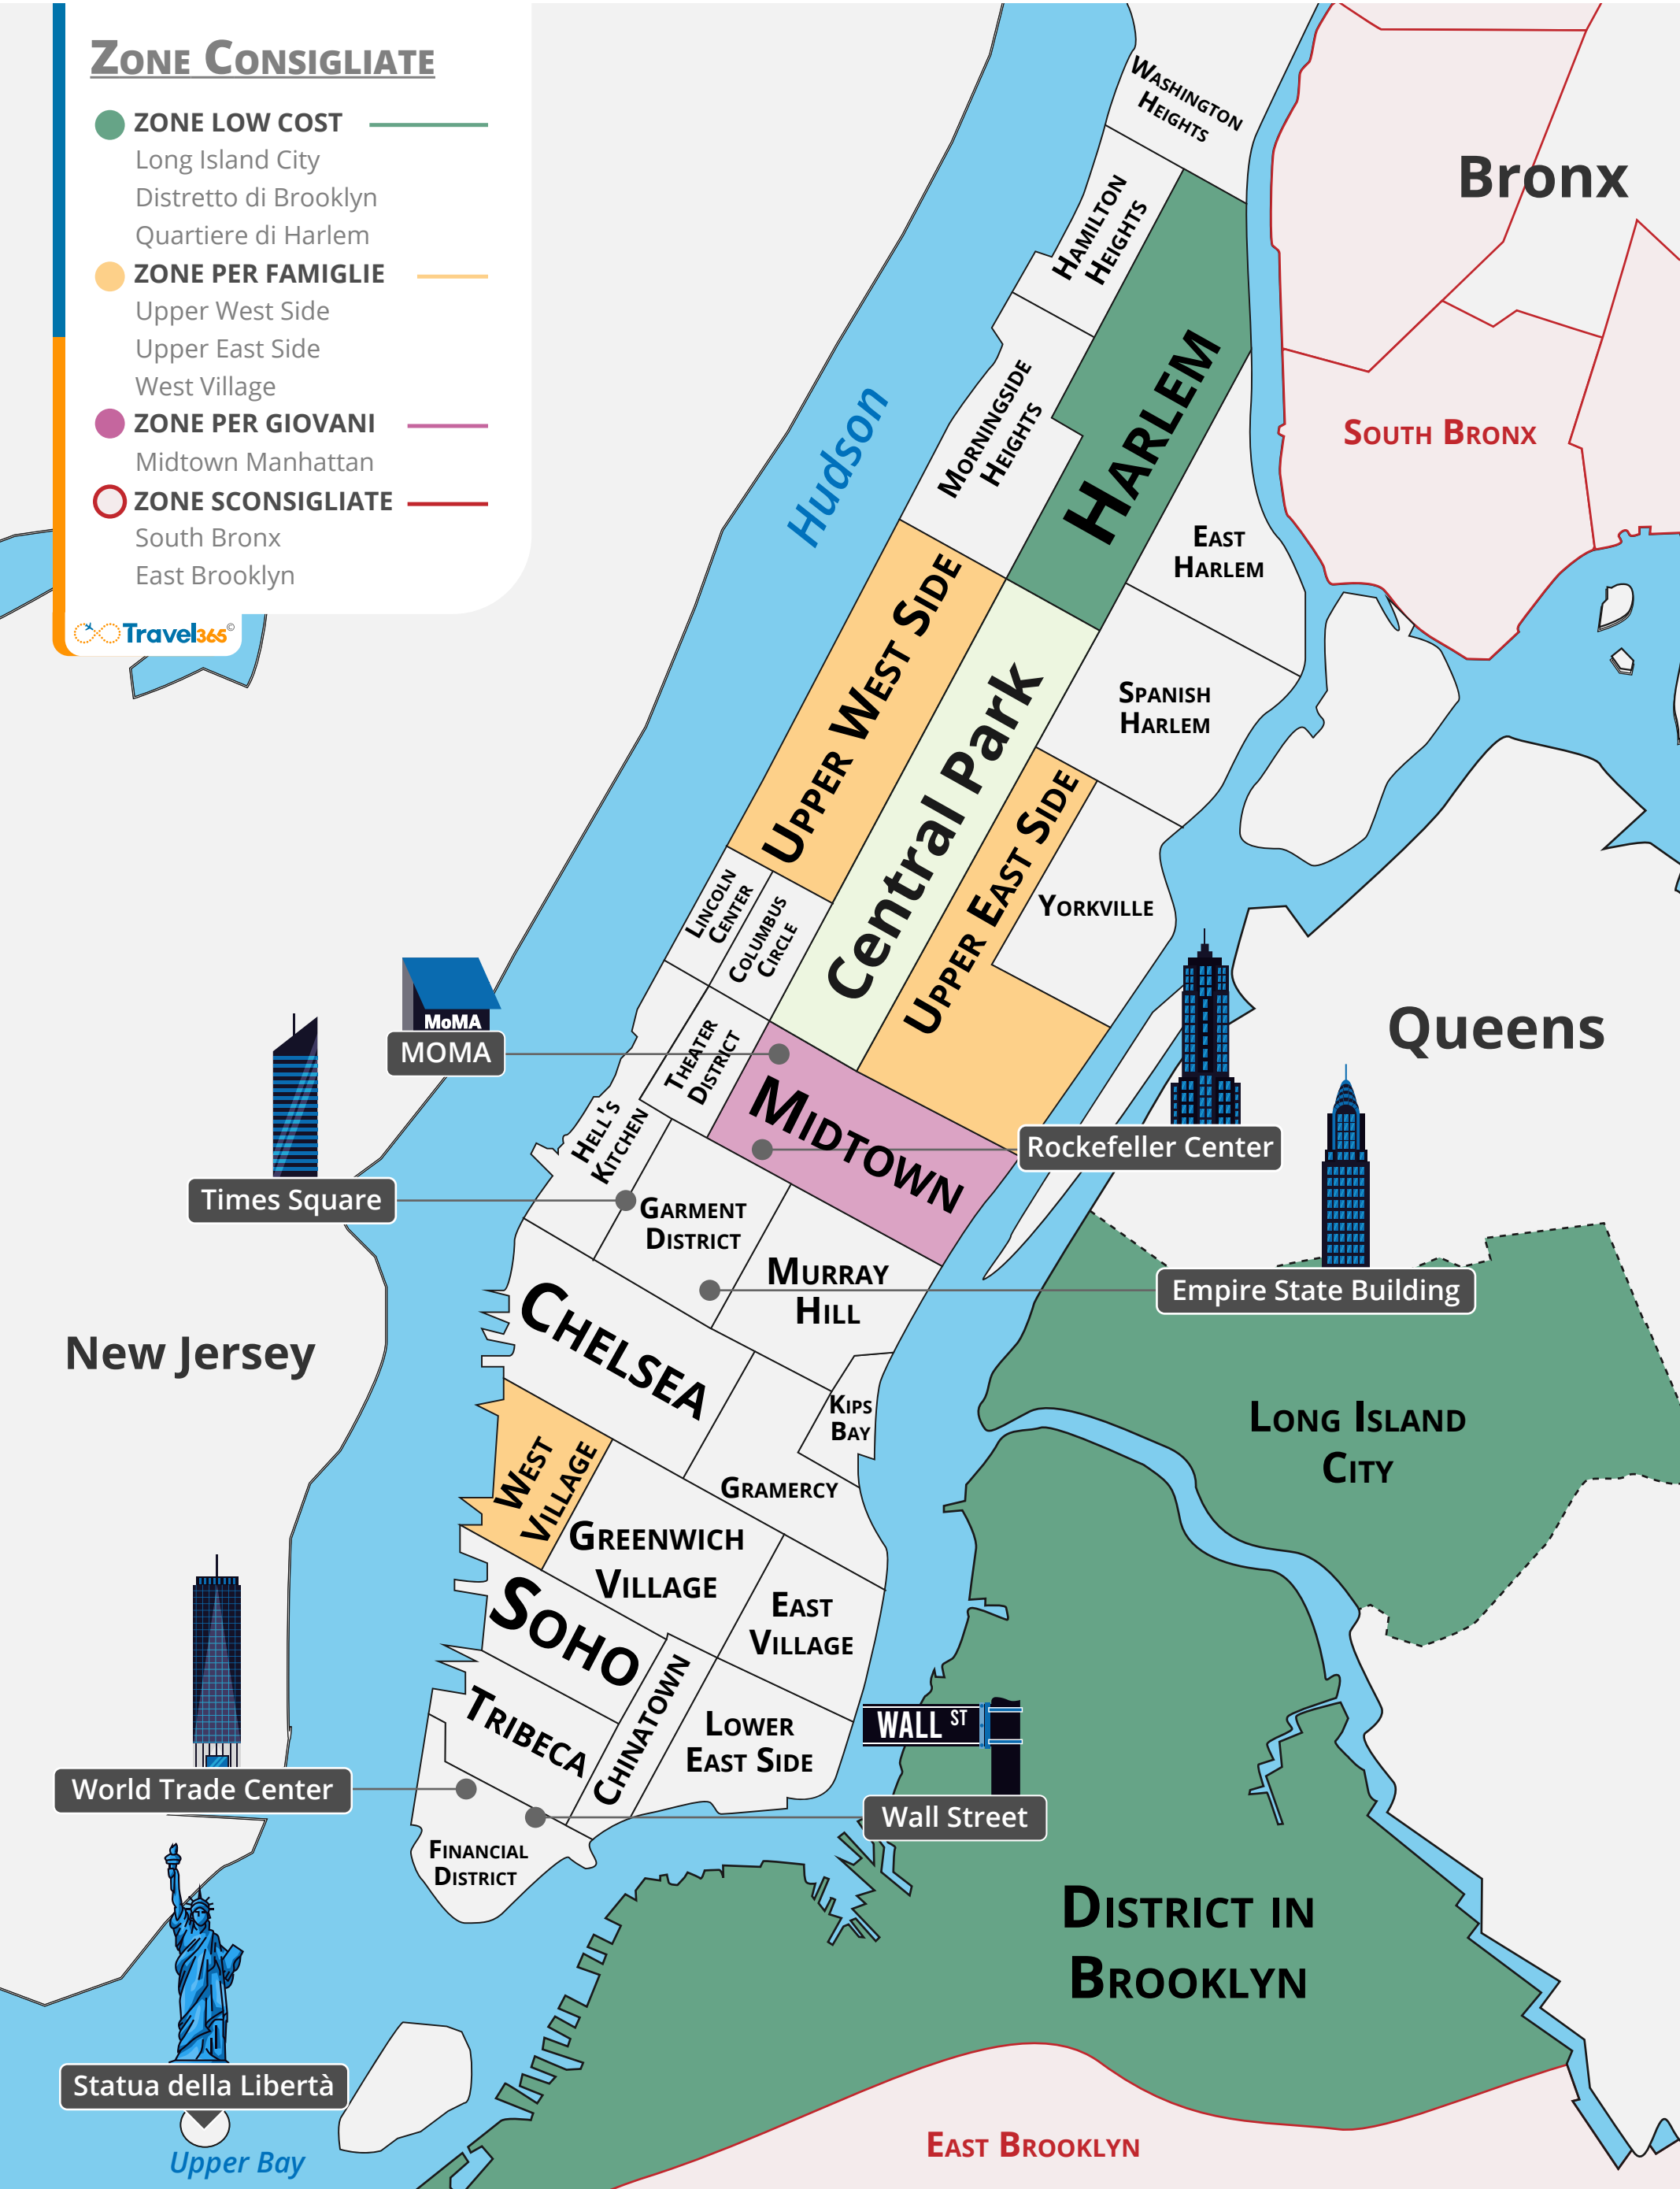 Zone Consigliate
ZONE LOW COST
Long Island City
Distretto di Brooklyn
Quartiere di Harlem
ZONE PER FAMIGLIE
Upper West Side
Upper East Side
West Village
ZONE PER GIOVANI
Midtown Manhattan
ZONE SCONSIGLIATE
South Bronx
East Brooklyn
Travel365©
Washington
Heights
Bronx
Hamilton
Heights
Harlem
Morningside
Heights
South Bronx
Hudson
East
Harlem
Upper West Side
Spanish
Harlem
Central Park
Upper East Side
Yorkville
Lincoln
Center
Columbus
Circle
Queens
MoMA
MOMA
Theater
District
Midtown
Rockefeller Center
Hell's
Kitchen
Times Square
Garment
District
Murray
Hill
Empire State Building
Chelsea
New Jersey
Kips
Bay
Long Island
City
West
Village
Gramercy
Greenwich
Village
East
Village
Soho
Tribeca
Chinatown
Lower
East Side
WALL ST
World Trade Center
Wall Street
Financial
District
District in
Brooklyn
Statua della Libertà
Upper Bay
East Brooklyn